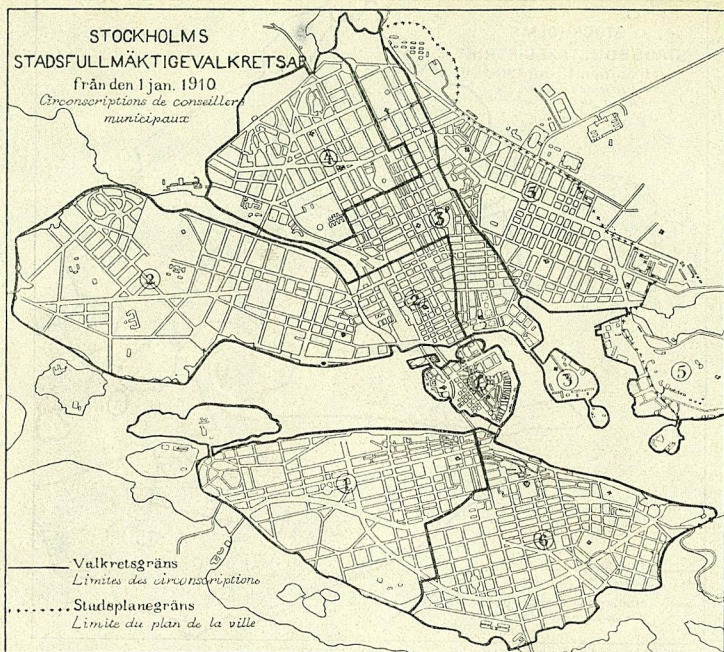 STOCKHOLMS
STADSFULLMÄKTIGEVALKRETSAR
från den 1 jan. 1910
Circonscriptions de conseillers
municipaux
4
3
5
2
2
1
3
5
4
1
6
Valkretsgräns
Limites des circonscriptions
Stadsplanegräns
Limite du plan de la ville